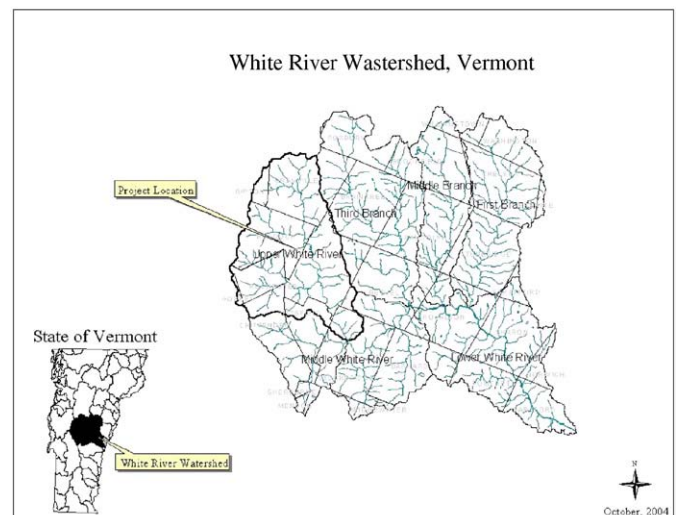 White River Wastershed, Vermont
Project Location
Middle Branch
First Branch
Third Branch
Upper White River
State of Vermont
Middle White River
Lower White River
White River Watershed
N
October, 2004